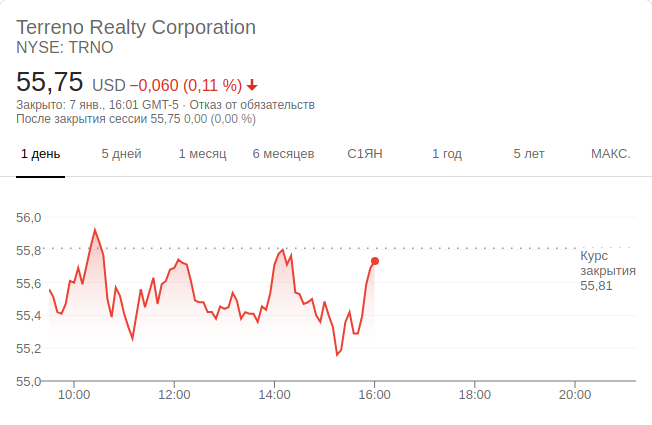 Terreno Realty Corporation
NYSE: TRNO
55,75 USD −0,060 (0,11 %)
Закрыто: 7 янв., 16:01 GMT-5 · Отказ от обязательств
После закрытия сессии 55,75 0,00 (0,00 %)
1 день 5 дней 1 месяц 6 месяцев С1ЯН 1 год 5 лет МАКС.
56,0
55,8
55,6
55,4
55,2
55,0
Курс
закрытия
55,81
10:00 12:00 14:00 16:00 18:00 20:00